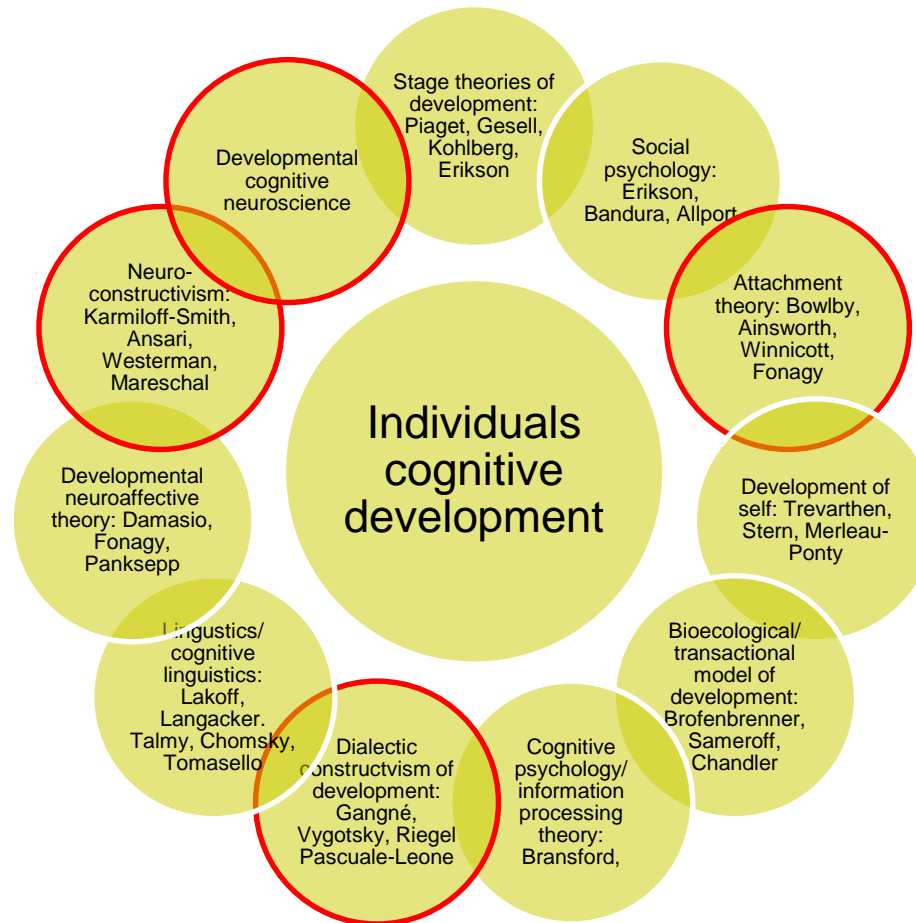 Stage theories of
development:
Piaget, Gesell,
Kohlberg,
Erikson
Social
psychology:
Erikson,
Bandura, Allport
Attachment
theory: Bowlby,
Ainsworth,
Winnicott,
Fonagy
Development of
self: Trevarthen,
Stern, Merleau-
Ponty
Bioecological/
transactional
model of
development:
Brofenbrenner,
Sameroff,
Chandler
Cognitive
psychology/
information
processing
theory:
Bransford,
Dialectic
constructvism of
development:
Gangné,
Vygotsky, Riegel
Pascuale-Leone
Lingustics/
cognitive
linguistics:
Lakoff,
Langacker.
Talmy, Chomsky,
Tomasello
Developmental
neuroaffective
theory: Damasio,
Fonagy,
Panksepp
Neuro-
constructivism:
Karmiloff-Smith,
Ansari,
Westerman,
Mareschal
Developmental
cognitive
neuroscience
Individuals
cognitive
development